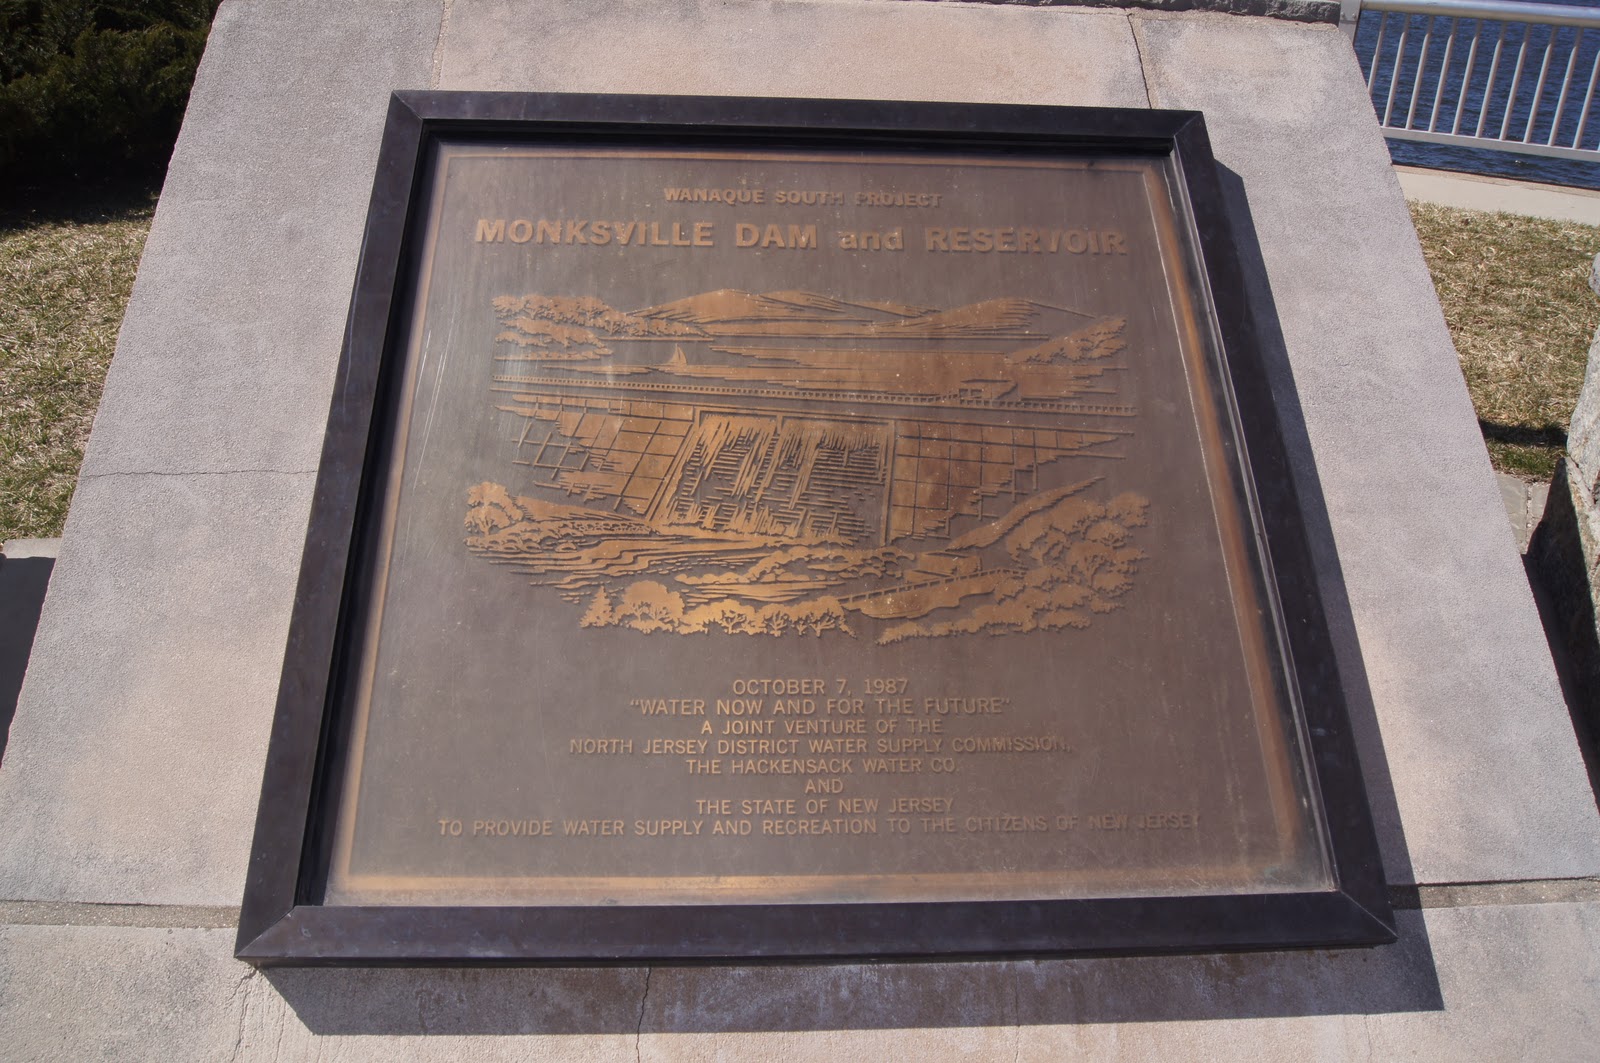 WANAQUE SOUTH PROJECT
MONKSVILLE DAM and RESERVOIR
OCTOBER 7, 1987
"WATER NOW AND FOR THE FUTURE"
A JOINT VENTURE OF THE
NORTH JERSEY DISTRICT WATER SUPPLY COMMISSION,
THE HACKENSACK WATER CO.
AND
THE STATE OF NEW JERSEY
TO PROVIDE WATER SUPPLY AND RECREATION TO THE CITIZENS OF NEW JERSEY